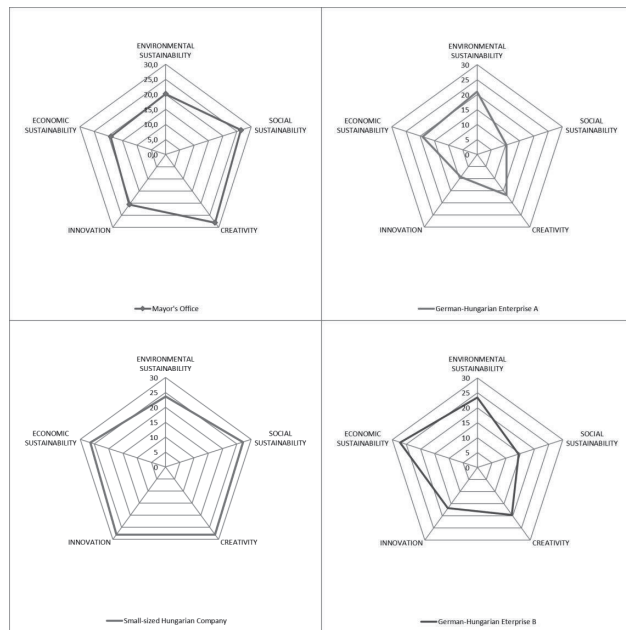 ENVIRONMENTAL
SUSTAINABILITY
30,0
25,0
20,0
15,0
10,0
5,0
0,0
ECONOMIC
SUSTAINABILITY
SOCIAL
SUSTAINABILITY
INNOVATION
CREATIVITY
Mayor's Office
ENVIRONMENTAL
SUSTAINABILITY
30
25
20
15
10
5
0
ECONOMIC
SUSTAINABILITY
SOCIAL
SUSTAINABILITY
INNOVATION
CREATIVITY
German-Hungarian Enterprise A
ENVIRONMENTAL
SUSTAINABILITY
30
25
20
15
10
5
0
ECONOMIC
SUSTAINABILITY
SOCIAL
SUSTAINABILITY
INNOVATION
CREATIVITY
Small-sized Hungarian Company
ENVIRONMENTAL
SUSTAINABILITY
30
25
20
15
10
5
0
ECONOMIC
SUSTAINABILITY
SOCIAL
SUSTAINABILITY
INNOVATION
CREATIVITY
German-Hungarian Eterprise B